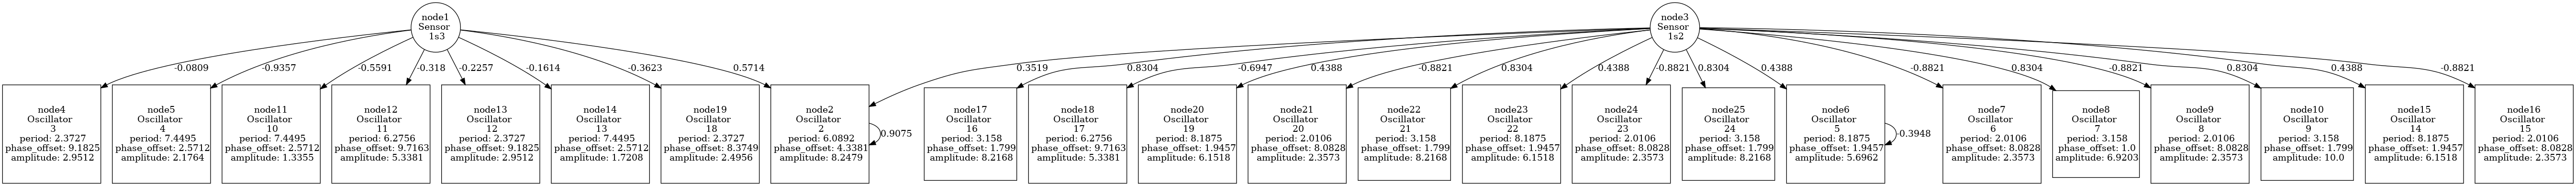 node1
Sensor
1s3
node3
Sensor
1s2
-0.0809
-0.9357
-0.5591
-0.318
-0.2257
-0.1614
-0.3623
0.5714
0.3519
0.8304
-0.6947
0.4388
-0.8821
0.8304
0.4388
-0.8821
0.8304
0.4388
-0.8821
0.8304
-0.8821
0.8304
0.4388
-0.8821
node4
Oscillator
3
period: 2.3727
phase_offset: 9.1825
amplitude: 2.9512
node5
Oscillator
4
period: 7.4495
phase_offset: 2.5712
amplitude: 2.1764
node11
Oscillator
10
period: 7.4495
phase_offset: 2.5712
amplitude: 1.3355
node12
Oscillator
11
period: 6.2756
phase_offset: 9.7163
amplitude: 5.3381
node13
Oscillator
12
period: 2.3727
phase_offset: 9.1825
amplitude: 2.9512
node14
Oscillator
13
period: 7.4495
phase_offset: 2.5712
amplitude: 1.7208
node19
Oscillator
18
period: 2.3727
phase_offset: 8.3749
amplitude: 2.4956
node2
Oscillator
2
period: 6.0892
phase_offset: 4.3381
amplitude: 8.2479
0.9075
node17
Oscillator
16
period: 3.158
phase_offset: 1.799
amplitude: 8.2168
node18
Oscillator
17
period: 6.2756
phase_offset: 9.7163
amplitude: 5.3381
node20
Oscillator
19
period: 8.1875
phase_offset: 1.9457
amplitude: 6.1518
node21
Oscillator
20
period: 2.0106
phase_offset: 8.0828
amplitude: 2.3573
node22
Oscillator
21
period: 3.158
phase_offset: 1.799
amplitude: 8.2168
node23
Oscillator
22
period: 8.1875
phase_offset: 1.9457
amplitude: 6.1518
node24
Oscillator
23
period: 2.0106
phase_offset: 8.0828
amplitude: 2.3573
node25
Oscillator
24
period: 3.158
phase_offset: 1.799
amplitude: 8.2168
node6
Oscillator
5
period: 8.1875
phase_offset: 1.9457
amplitude: 5.6962
-0.3948
node7
Oscillator
6
period: 2.0106
phase_offset: 8.0828
amplitude: 2.3573
node8
Oscillator
7
period: 3.158
phase_offset: 1.0
amplitude: 6.9203
node9
Oscillator
8
period: 2.0106
phase_offset: 8.0828
amplitude: 2.3573
node10
Oscillator
9
period: 3.158
phase_offset: 1.799
amplitude: 10.0
node15
Oscillator
14
period: 8.1875
phase_offset: 1.9457
amplitude: 6.1518
node16
Oscillator
15
period: 2.0106
phase_offset: 8.0828
amplitude: 2.3573